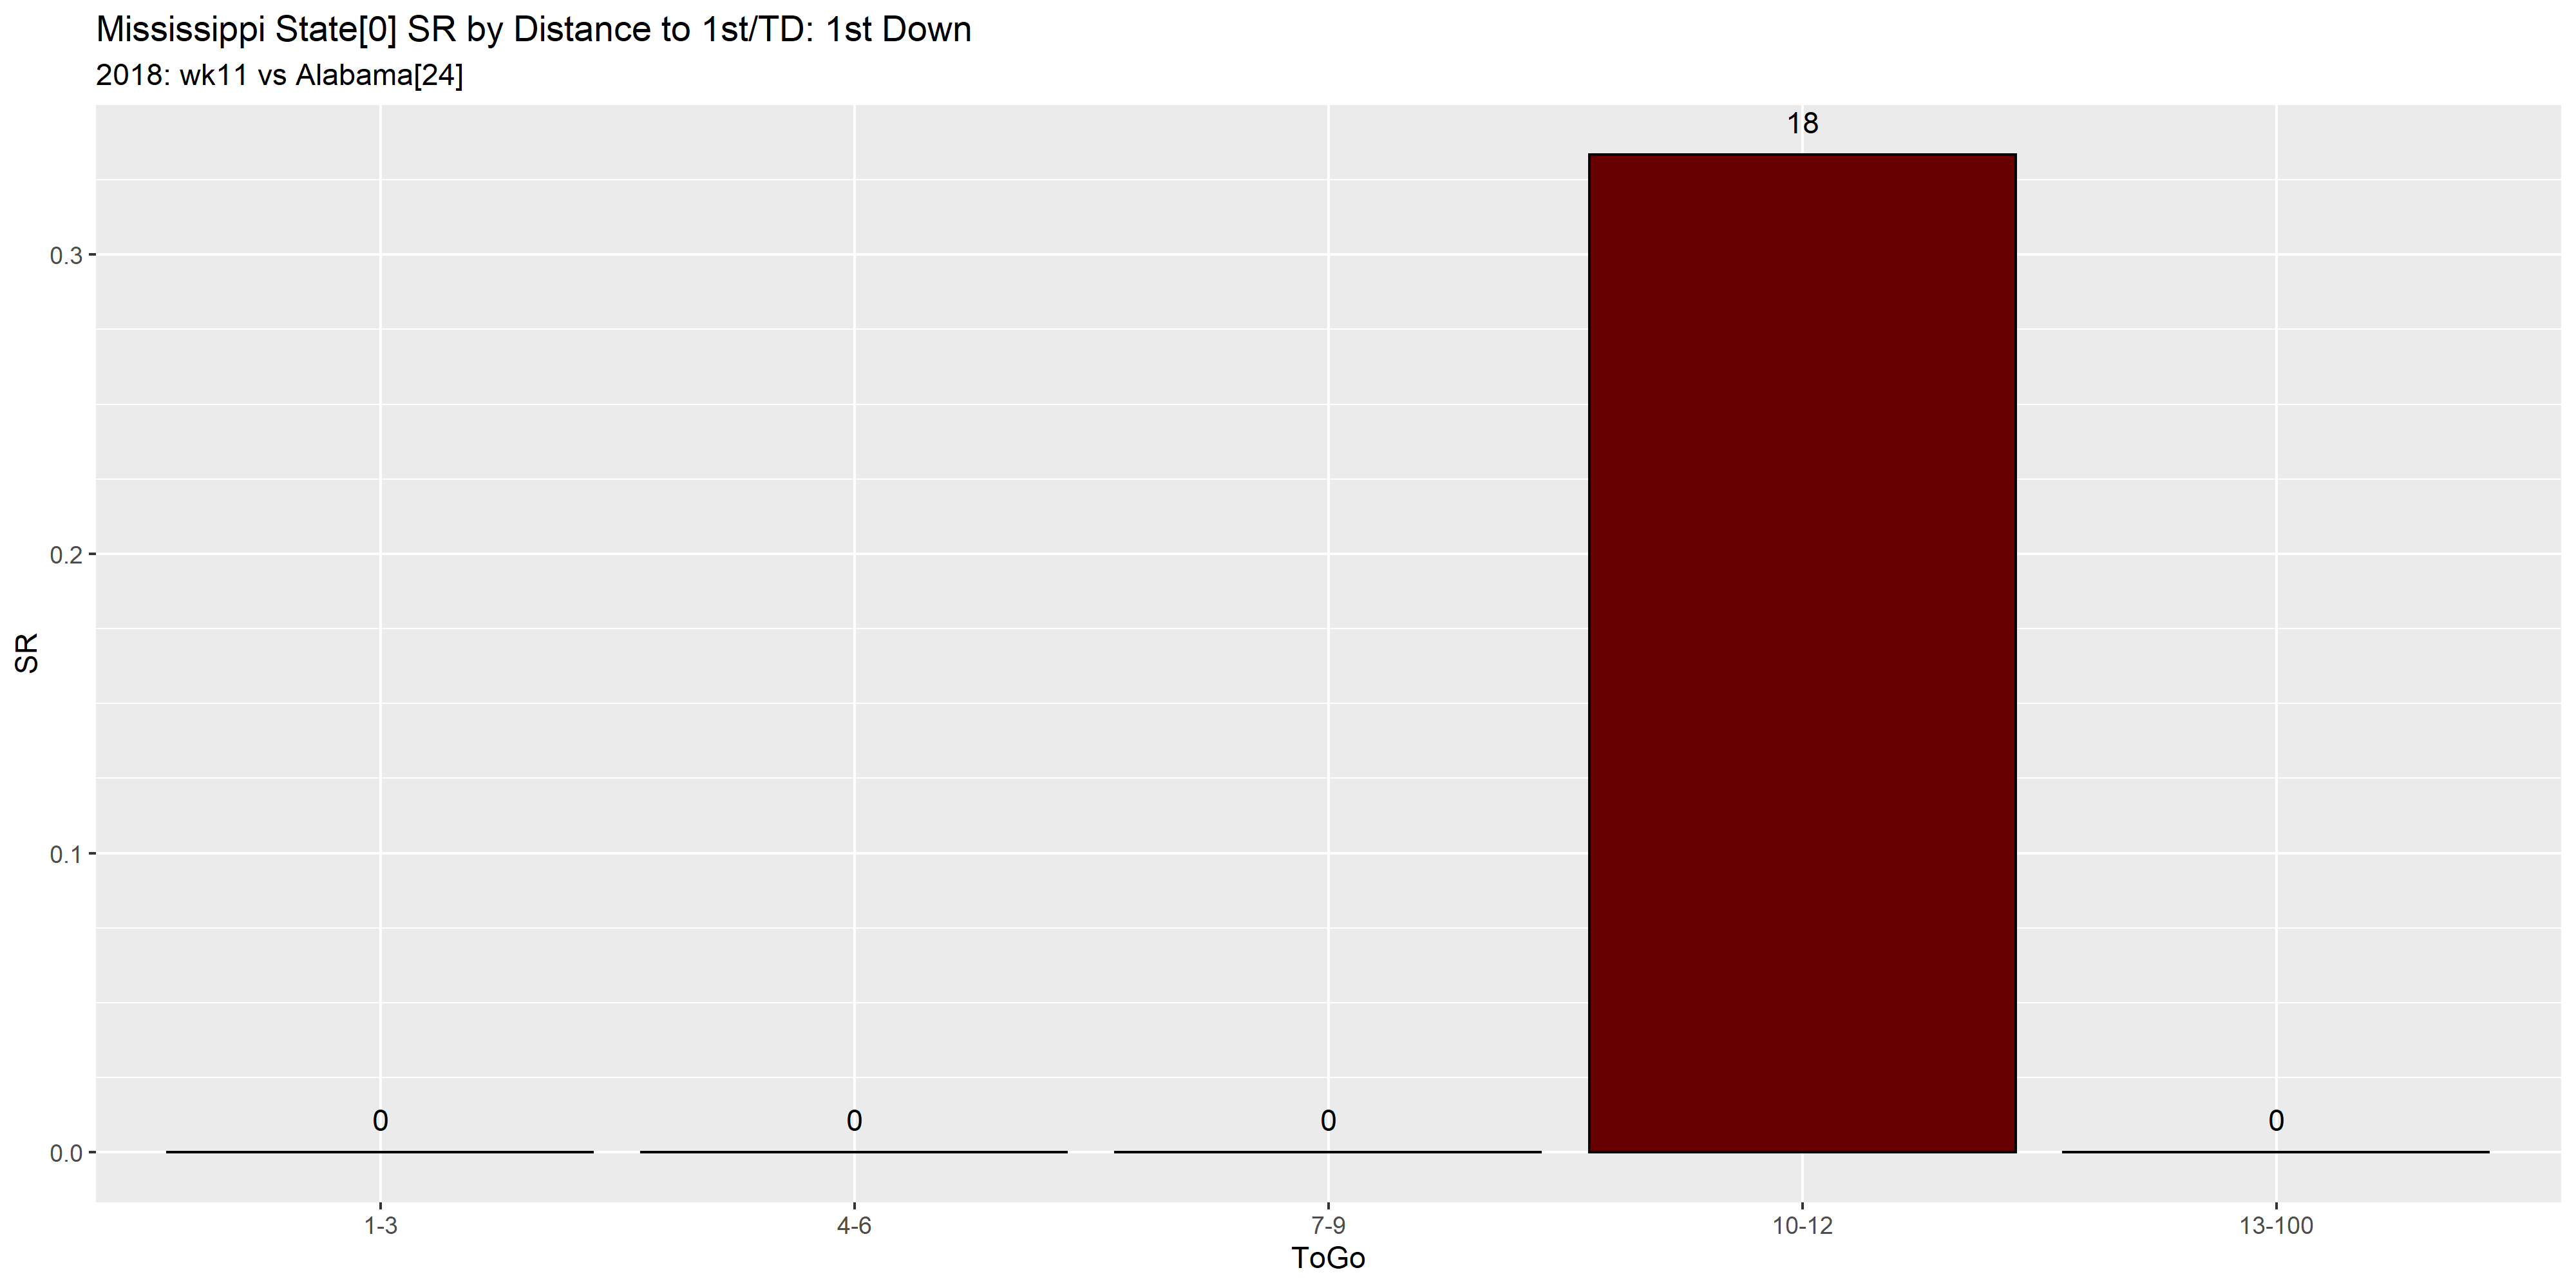 Mississippi State[0] SR by Distance to 1st/TD: 1st Down
2018: wk11 vs Alabama[24]
18
0.3
0.2
SR
0.1
0 0 0 0
0.0
1-3 4-6 7-9 10-12 13-100
ToGo